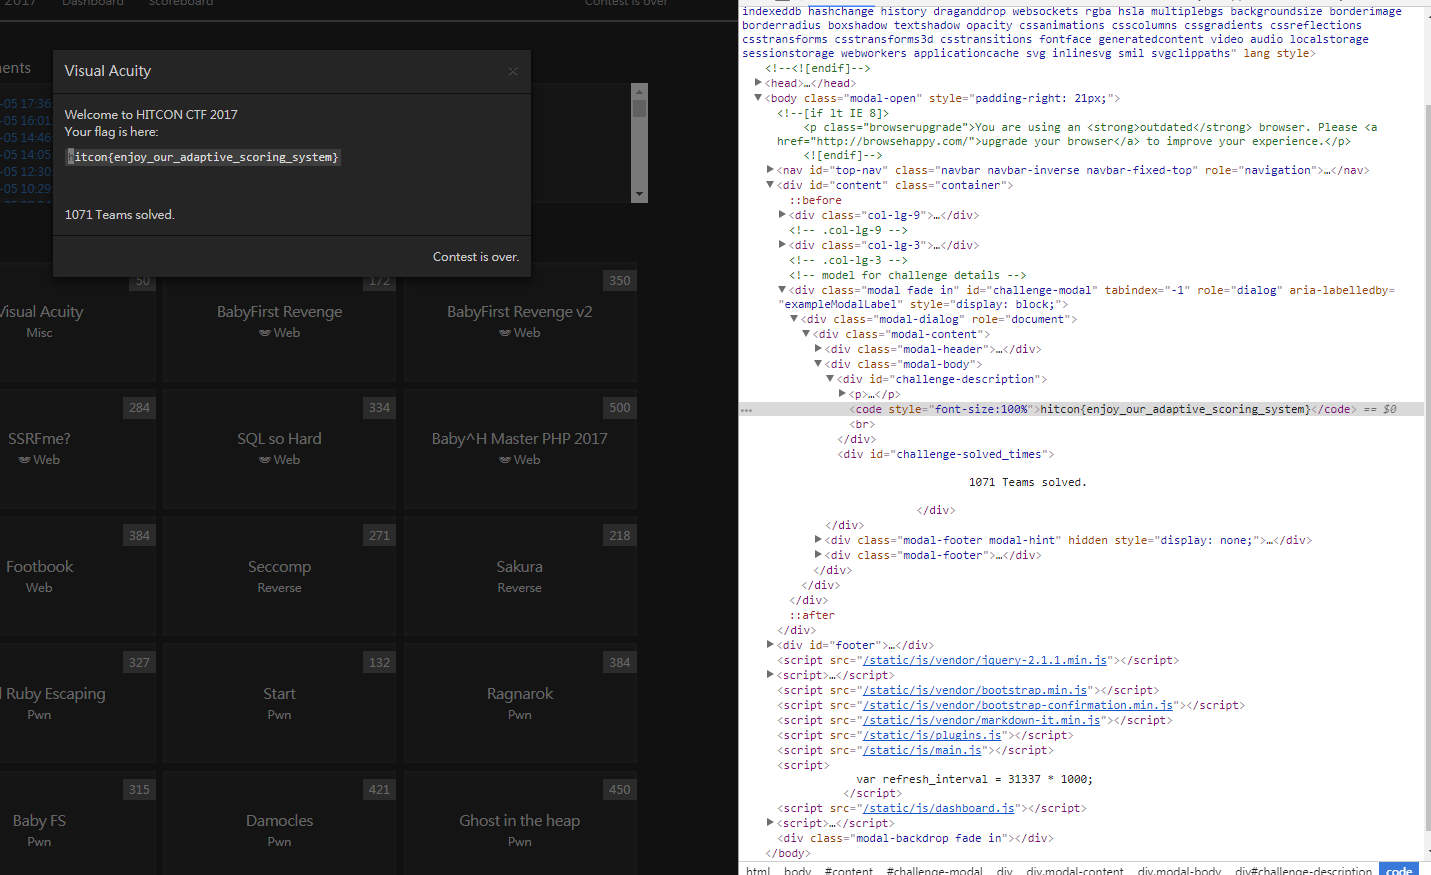 2017 Dashboard Scoreboard Contest is over
ments
-05 17:36:
-05 16:01:
-05 14:46:
-05 14:05:
-05 12:30:
-05 10:29:
Visual Acuity ×
Welcome to HITCON CTF 2017
Your flag is here:
hitcon{enjoy_our_adaptive_scoring_system}
1071 Teams solved.
Contest is over.
50
Visual Acuity
Misc
172
BabyFirst Revenge
Web
350
BabyFirst Revenge v2
Web
284
SSRFme?
Web
334
SQL so Hard
Web
500
Baby^H Master PHP 2017
Web
384
Footbook
Web
271
Seccomp
Reverse
218
Sakura
Reverse
327
l Ruby Escaping
Pwn
132
Start
Pwn
384
Ragnarok
Pwn
315
Baby FS
Pwn
421
Damocles
Pwn
450
Ghost in the heap
Pwn
indexeddb hashchange history draganddrop websockets rgba hsla multiplebgs backgroundsize borderimage
borderradius boxshadow textshadow opacity cssanimations csscolumns cssgradients cssreflections
csstransforms csstransforms3d csstransitions fontface generatedcontent video audio localstorage
sessionstorage webworkers applicationcache svg inlinesvg smil svgclippaths" lang style>
<!--<![endif]-->
<head>…</head>
<body class="modal-open" style="padding-right: 21px;">
<!--[if lt IE 8]>
<p class="browserupgrade">You are using an <strong>outdated</strong> browser. Please <a
href="http://browsehappy.com/">upgrade your browser</a> to improve your experience.</p>
<![endif]-->
<nav id="top-nav" class="navbar navbar-inverse navbar-fixed-top" role="navigation">…</nav>
<div id="content" class="container">
::before
<div class="col-lg-9">…</div>
<!-- .col-lg-9 -->
<div class="col-lg-3">…</div>
<!-- .col-lg-3 -->
<!-- model for challenge details -->
<div class="modal fade in" id="challenge-modal" tabindex="-1" role="dialog" aria-labelledby=
"exampleModalLabel" style="display: block;">
<div class="modal-dialog" role="document">
<div class="modal-content">
<div class="modal-header">…</div>
<div class="modal-body">
<div id="challenge-description">
<p>…</p>
<code style="font-size:100%">hitcon{enjoy_our_adaptive_scoring_system}</code> == $0
<br>
</div>
<div id="challenge-solved_times">
1071 Teams solved.
</div>
</div>
<div class="modal-footer modal-hint" hidden style="display: none;">…</div>
<div class="modal-footer">…</div>
</div>
</div>
</div>
::after
</div>
<div id="footer">…</div>
<script src="/static/js/vendor/jquery-2.1.1.min.js"></script>
<script>…</script>
<script src="/static/js/vendor/bootstrap.min.js"></script>
<script src="/static/js/vendor/bootstrap-confirmation.min.js"></script>
<script src="/static/js/vendor/markdown-it.min.js"></script>
<script src="/static/js/plugins.js"></script>
<script src="/static/js/main.js"></script>
<script>
var refresh_interval = 31337 * 1000;
</script>
<script src="/static/js/dashboard.js"></script>
<script>…</script>
<div class="modal-backdrop fade in"></div>
</body>
html body #content #challenge-modal div div.modal-content div.modal-body div#challenge-description code